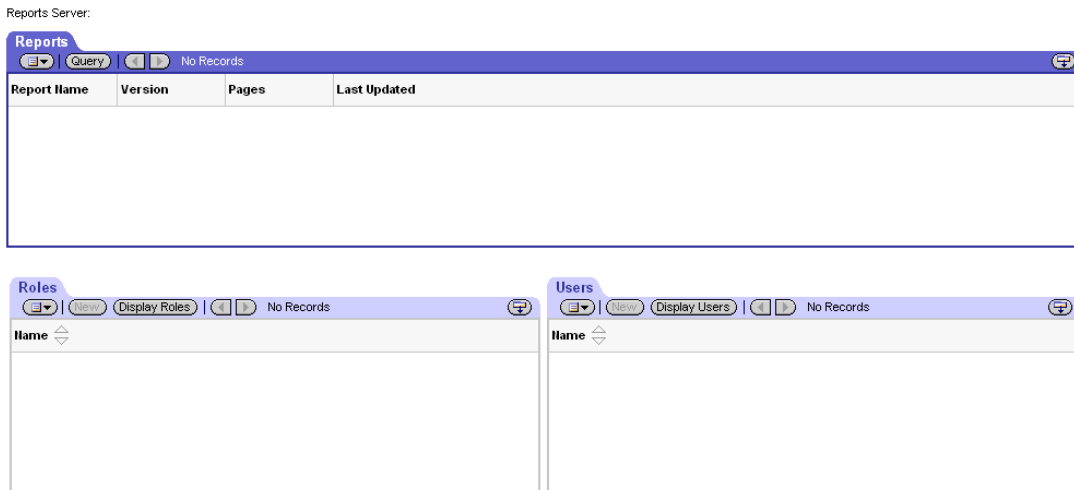 Reports Server:
Reports
Query No Records
Report Name Version Pages Last Updated
Roles
New Display Roles No Records
Name
Users
New Display Users No Records
Name